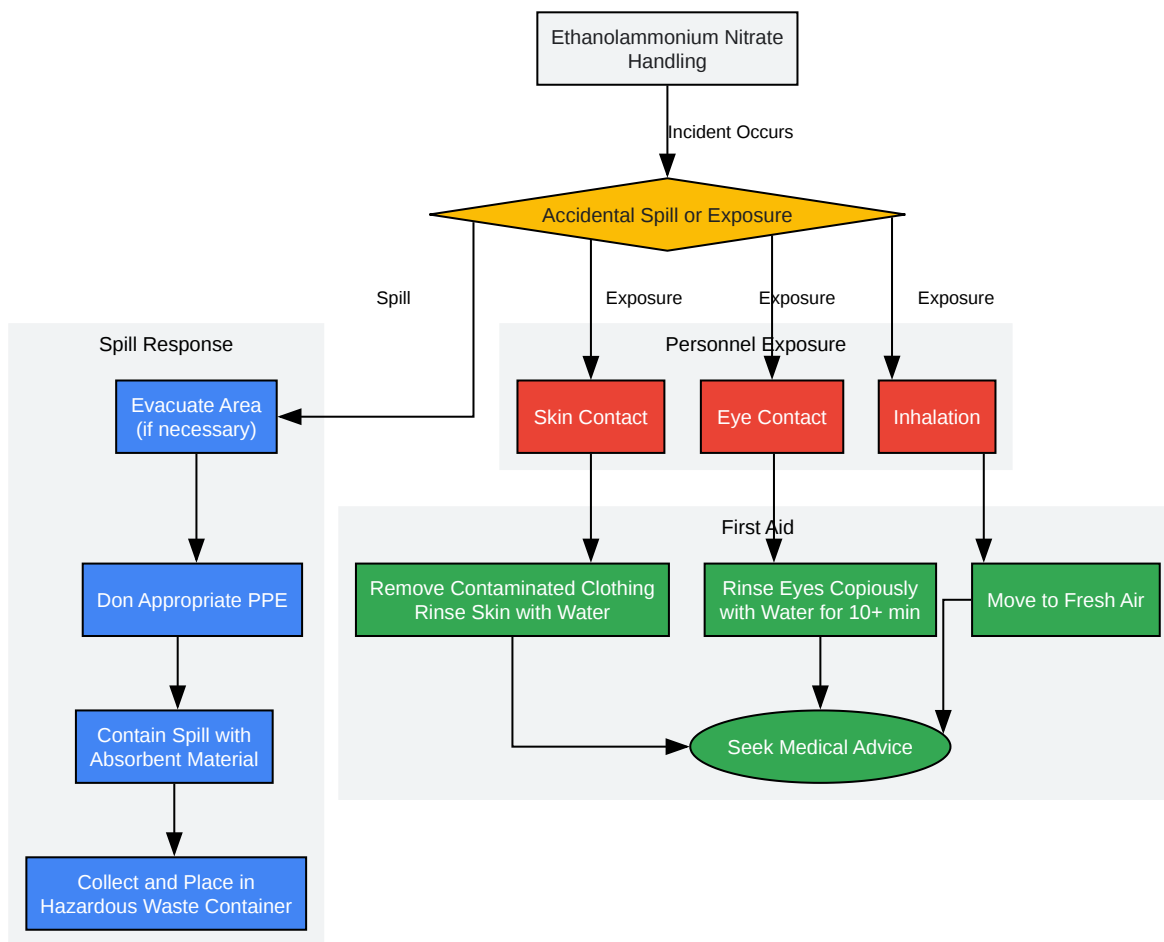 Ethanolammonium Nitrate
Handling
Incident Occurs
Accidental Spill or Exposure
Spill
Exposure
Exposure
Exposure
Spill Response
Personnel Exposure
Evacuate Area
(if necessary)
Skin Contact
Eye Contact
Inhalation
First Aid
Don Appropriate PPE
Remove Contaminated Clothing
Rinse Skin with Water
Rinse Eyes Copiously
with Water for 10+ min
Move to Fresh Air
Contain Spill with
Absorbent Material
Seek Medical Advice
Collect and Place in
Hazardous Waste Container